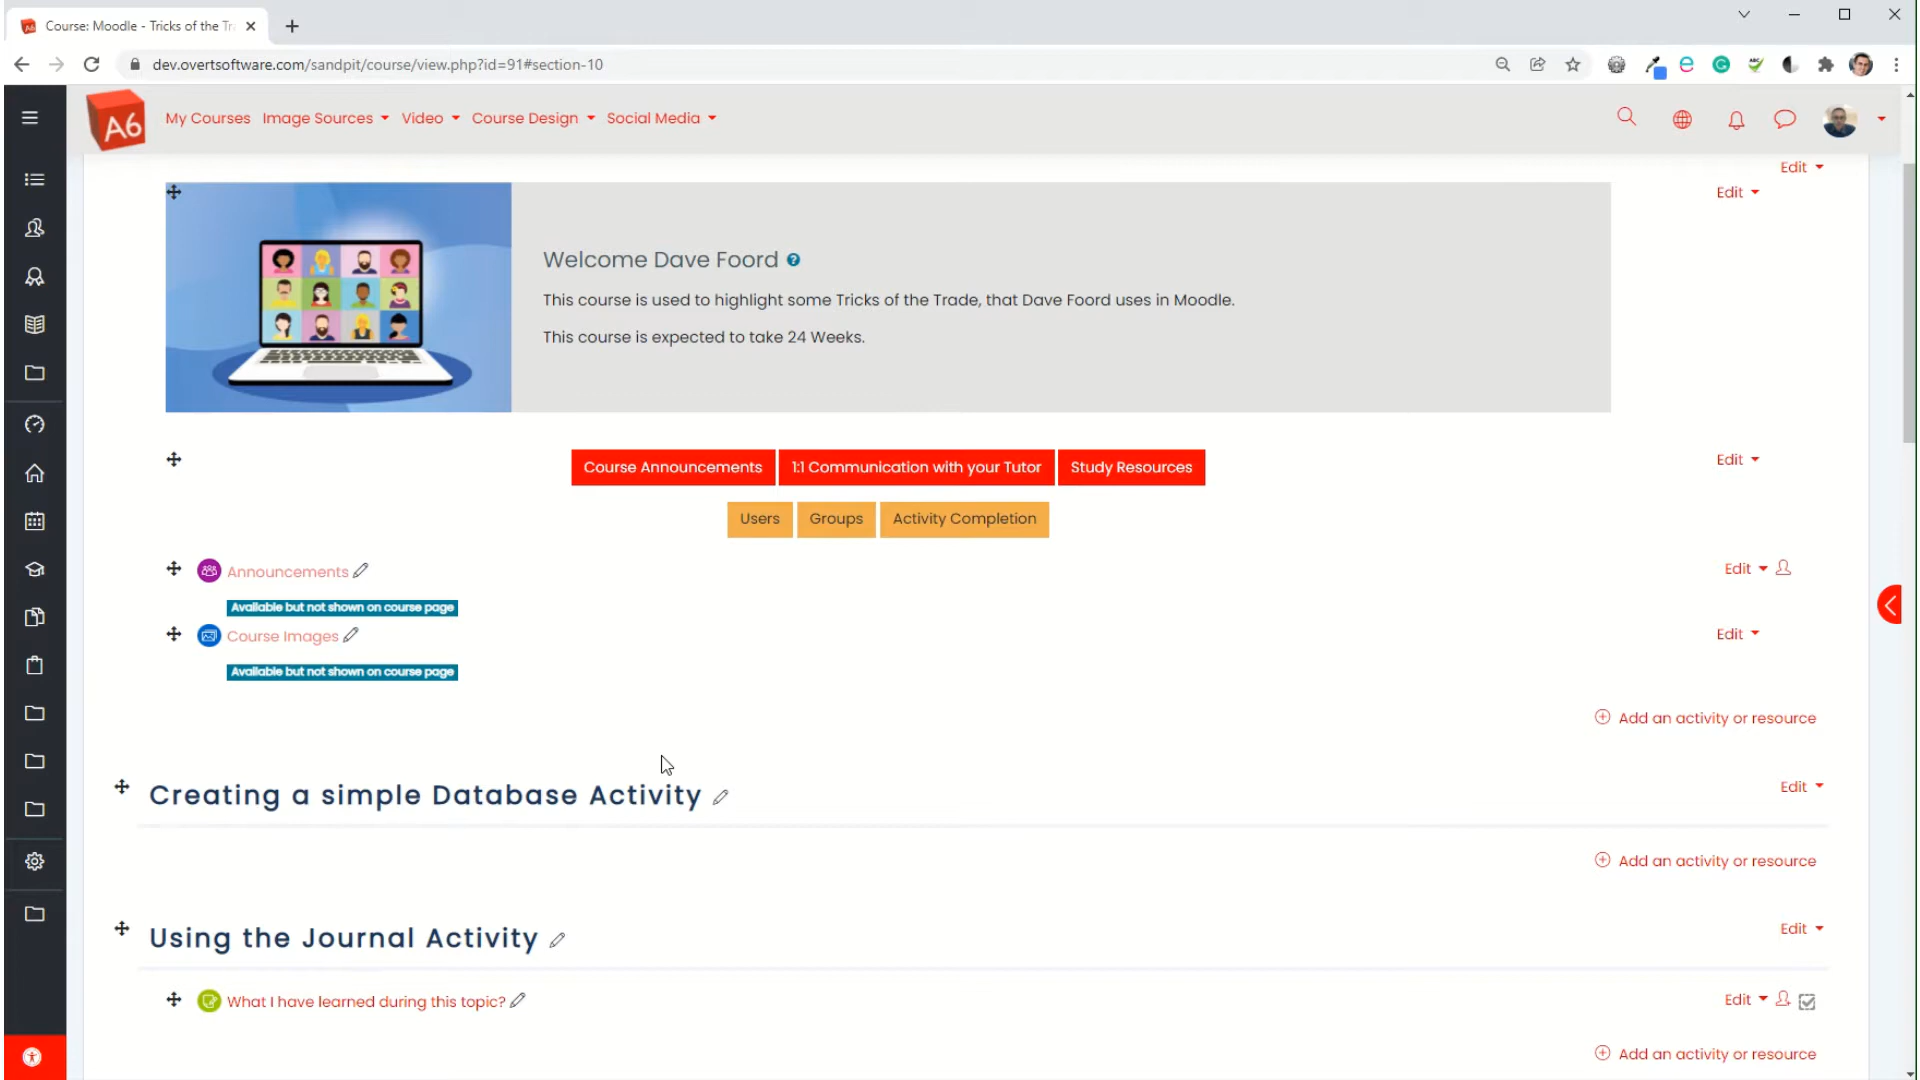 Course: Moodle - Tricks of the Tr
dev.overtsoftware.com/sandpit/course/view.php?id=91#section-10
A6
My Courses Image Sources Video Course Design Social Media
Edit
Edit
Welcome Dave Foord
This course is used to highlight some Tricks of the Trade, that Dave Foord uses in Moodle.
This course is expected to take 24 Weeks.
Course Announcements 1:1 Communication with your Tutor Study Resources
Edit
Users Groups Activity Completion
Announcements
Edit
Available but not shown on course page
Course Images
Edit
Available but not shown on course page
Add an activity or resource
Creating a simple Database Activity
Edit
Add an activity or resource
Using the Journal Activity
Edit
What I have learned during this topic?
Edit
Add an activity or resource